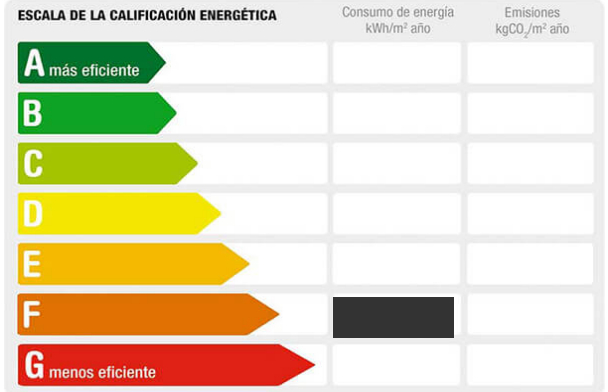 ESCALA DE LA CALIFICACIÓN ENERGÉTICA
Consumo de energía
kWh/m² año
Emisiones
kgCO₂/m² año
A más eficiente
B
C
D
E
F
G menos eficiente